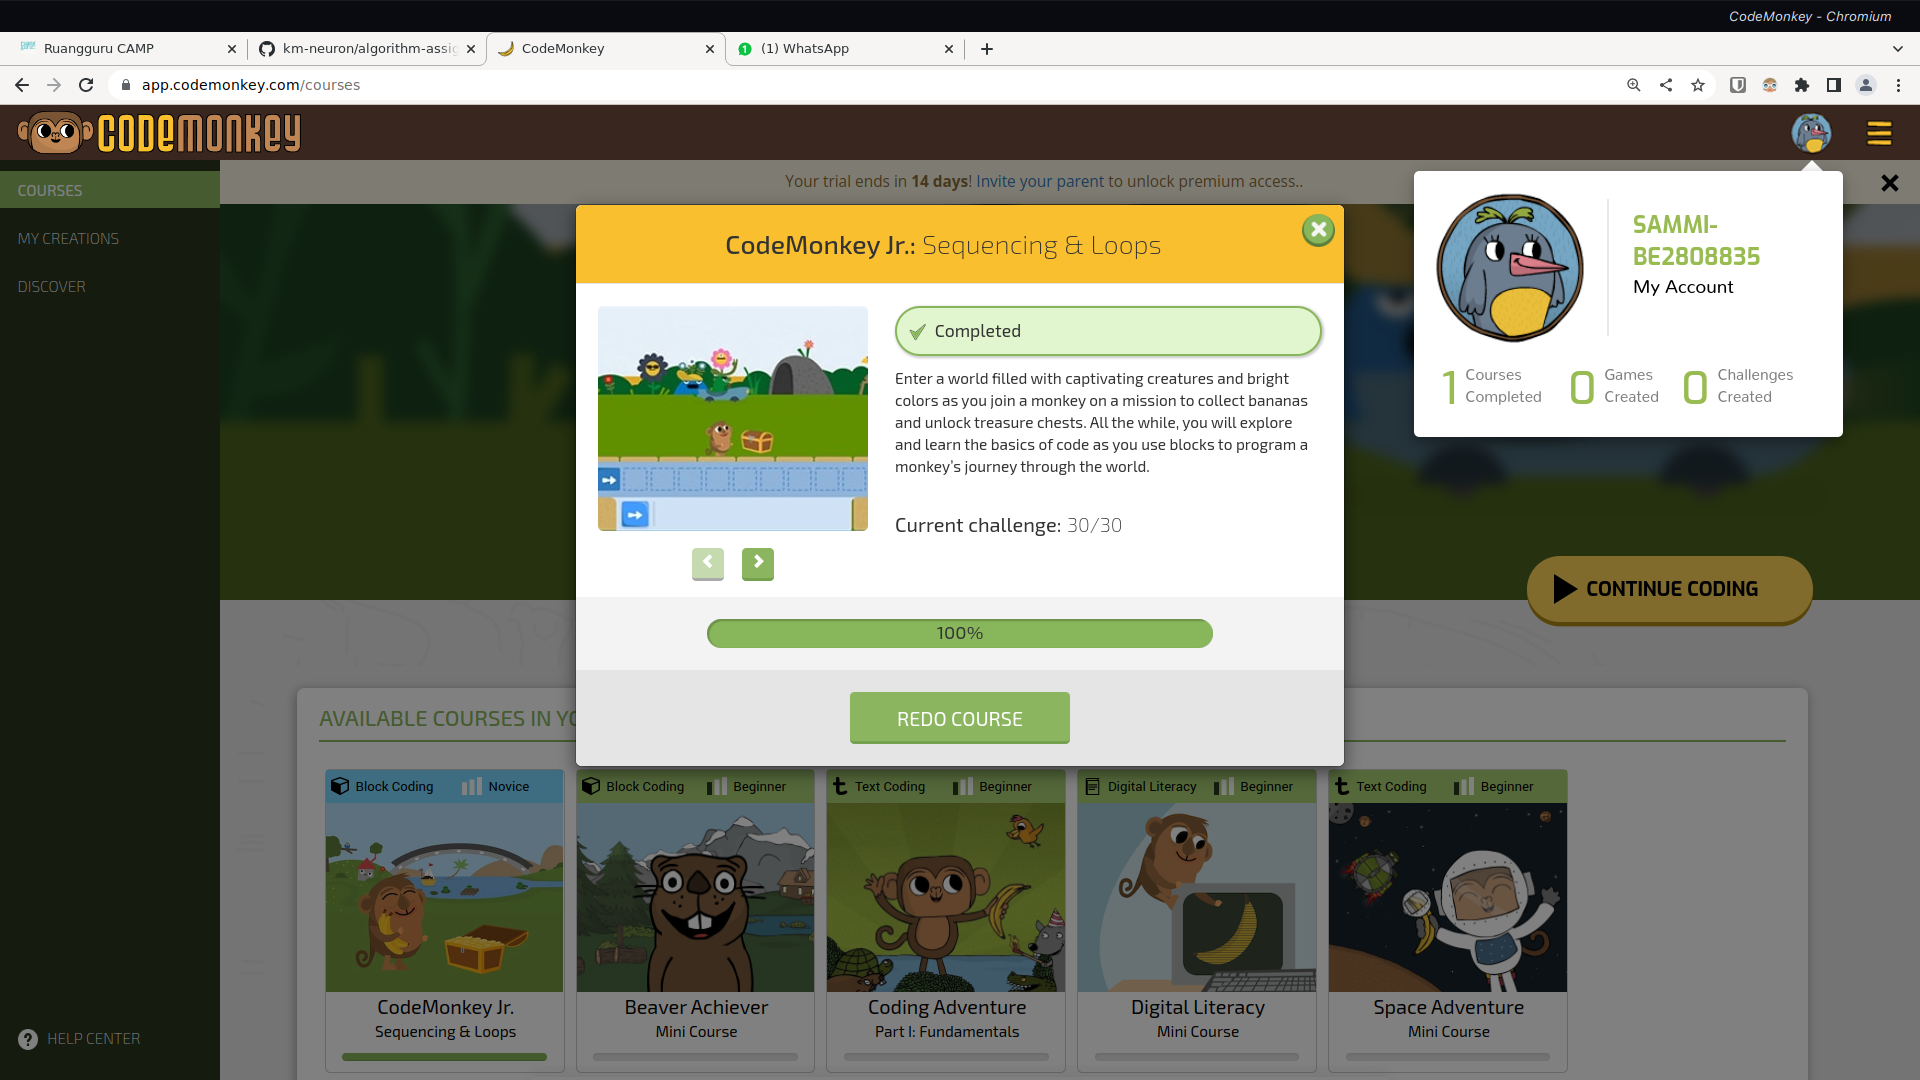 CodeMonkey - Chromium
Ruangguru CAMP
km-neuron/algorithm-assig
CodeMonkey
1 (1) WhatsApp
app.codemonkey.com/courses
CODEMONKEY
COURSES
MY CREATIONS
DISCOVER
HELP CENTER
Your trial ends in 14 days! Invite your parent to unlock premium access..
SAMMI-
BE2808835
My Account
1 Courses Completed
0 Games Created
0 Challenges Created
CodeMonkey Jr.: Sequencing & Loops
Completed
Enter a world filled with captivating creatures and bright
colors as you join a monkey on a mission to collect bananas
and unlock treasure chests. All the while, you will explore
and learn the basics of code as you use blocks to program a
monkey's journey through the world.
Current challenge: 30/30
100%
REDO COURSE
CONTINUE CODING
AVAILABLE COURSES IN YO
Block Coding Novice
CodeMonkey Jr.
Sequencing & Loops
Block Coding Beginner
Beaver Achiever
Mini Course
Text Coding Beginner
Coding Adventure
Part I: Fundamentals
Digital Literacy Beginner
Digital Literacy
Mini Course
Text Coding Beginner
Space Adventure
Mini Course